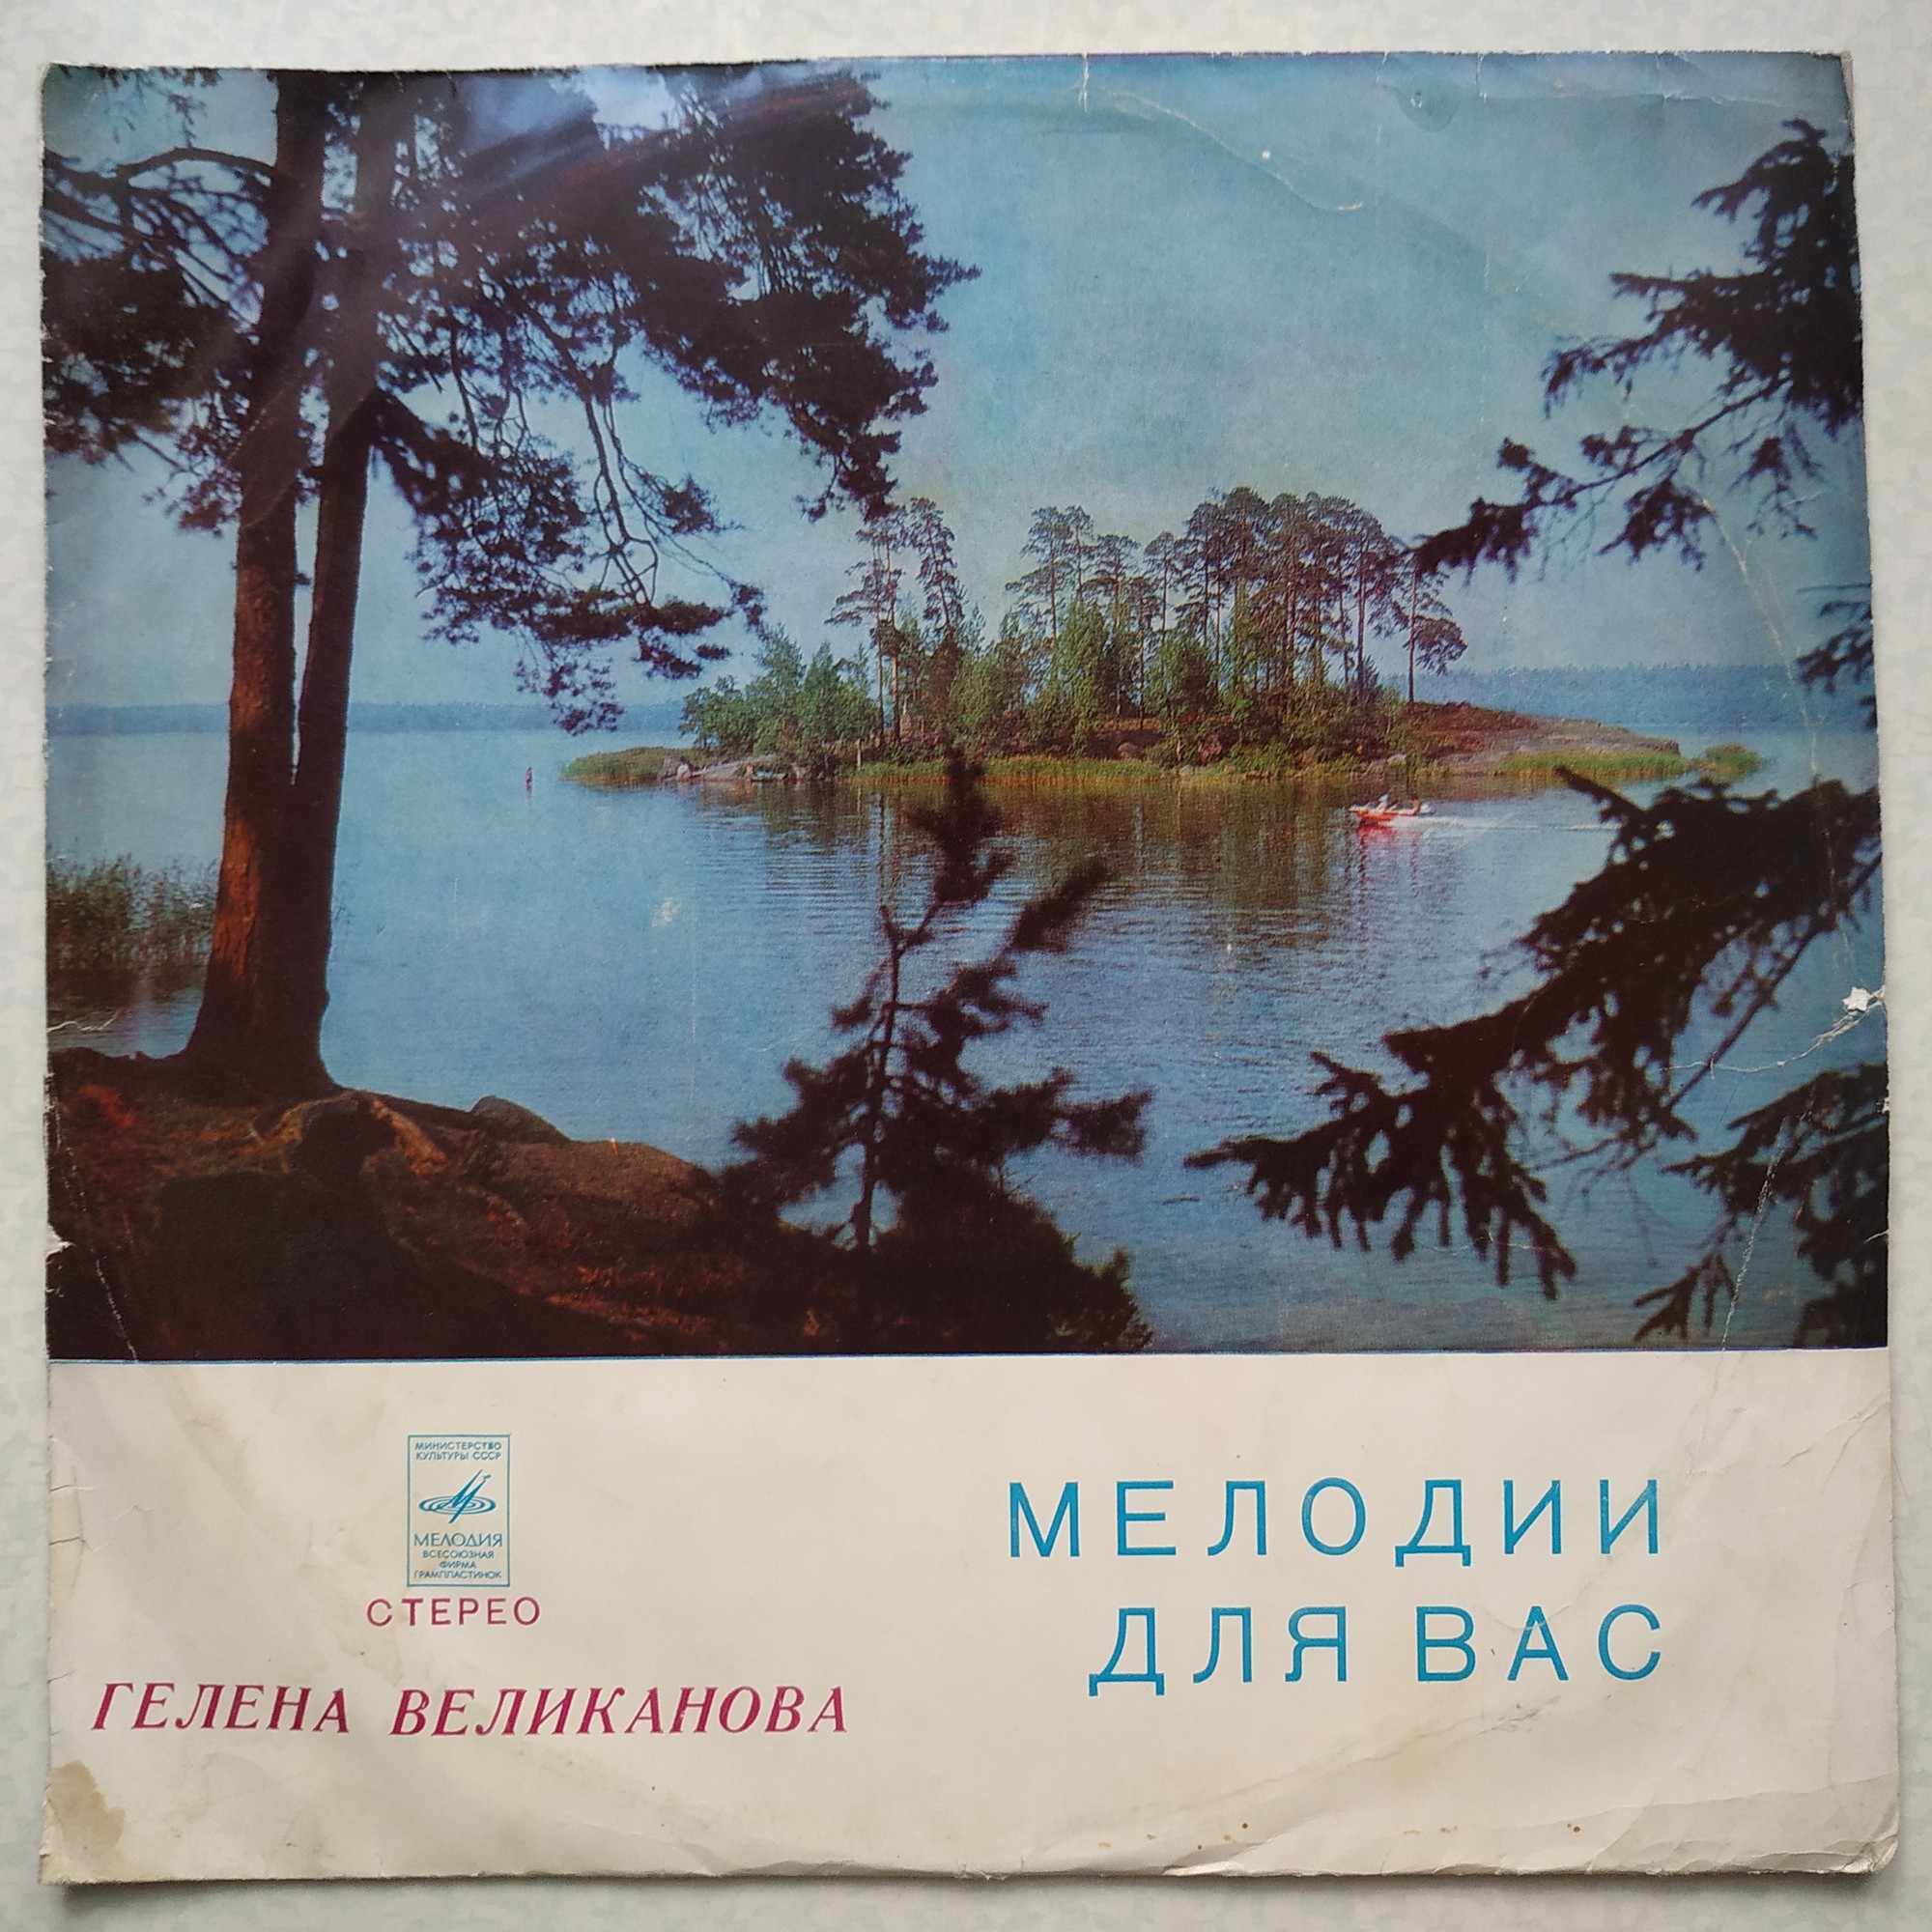 МИНИСТЕРСТВО
КУЛЬТУРЫ СССР
МЕЛОДИЯ
ВСЕСОЮЗНАЯ
ФИРМА
ГРАМПЛАСТИНОК
СТЕРЕО
ГЕЛЕНА ВЕЛИКАНОВА
МЕЛОДИИ
ДЛЯ ВАС